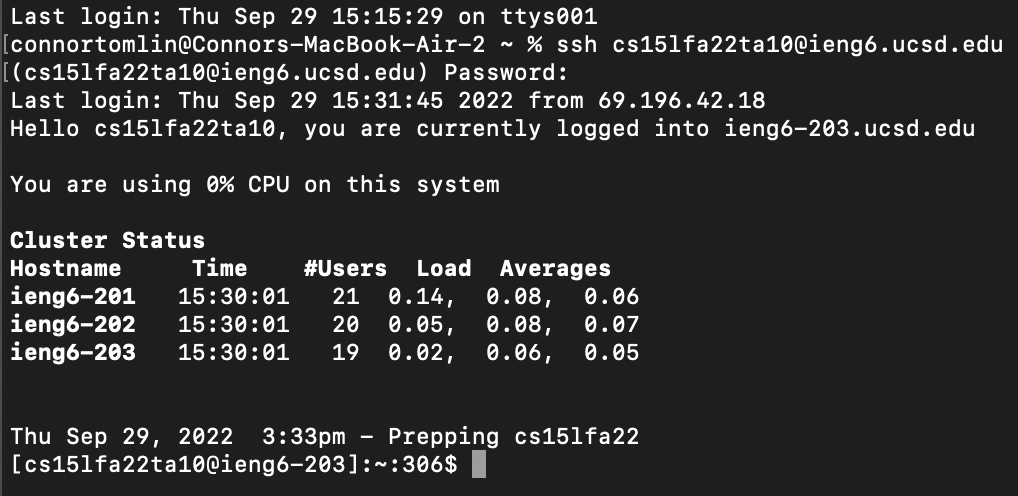 Last login: Thu Sep 29 15:15:29 on ttys001
[connortomlin@Connors-MacBook-Air-2 ~ % ssh cs15lfa22ta10@ieng6.ucsd.edu
[(cs15lfa22ta10@ieng6.ucsd.edu) Password:
Last login: Thu Sep 29 15:31:45 2022 from 69.196.42.18
Hello cs15lfa22ta10, you are currently logged into ieng6-203.ucsd.edu
You are using 0% CPU on this system
Cluster Status
Hostname     Time    #Users  Load  Averages
ieng6-201   15:30:01   21  0.14,  0.08,  0.06
ieng6-202   15:30:01   20  0.05,  0.08,  0.07
ieng6-203   15:30:01   19  0.02,  0.06,  0.05
Thu Sep 29, 2022  3:33pm - Prepping cs15lfa22
[cs15lfa22ta10@ieng6-203]:~:306$